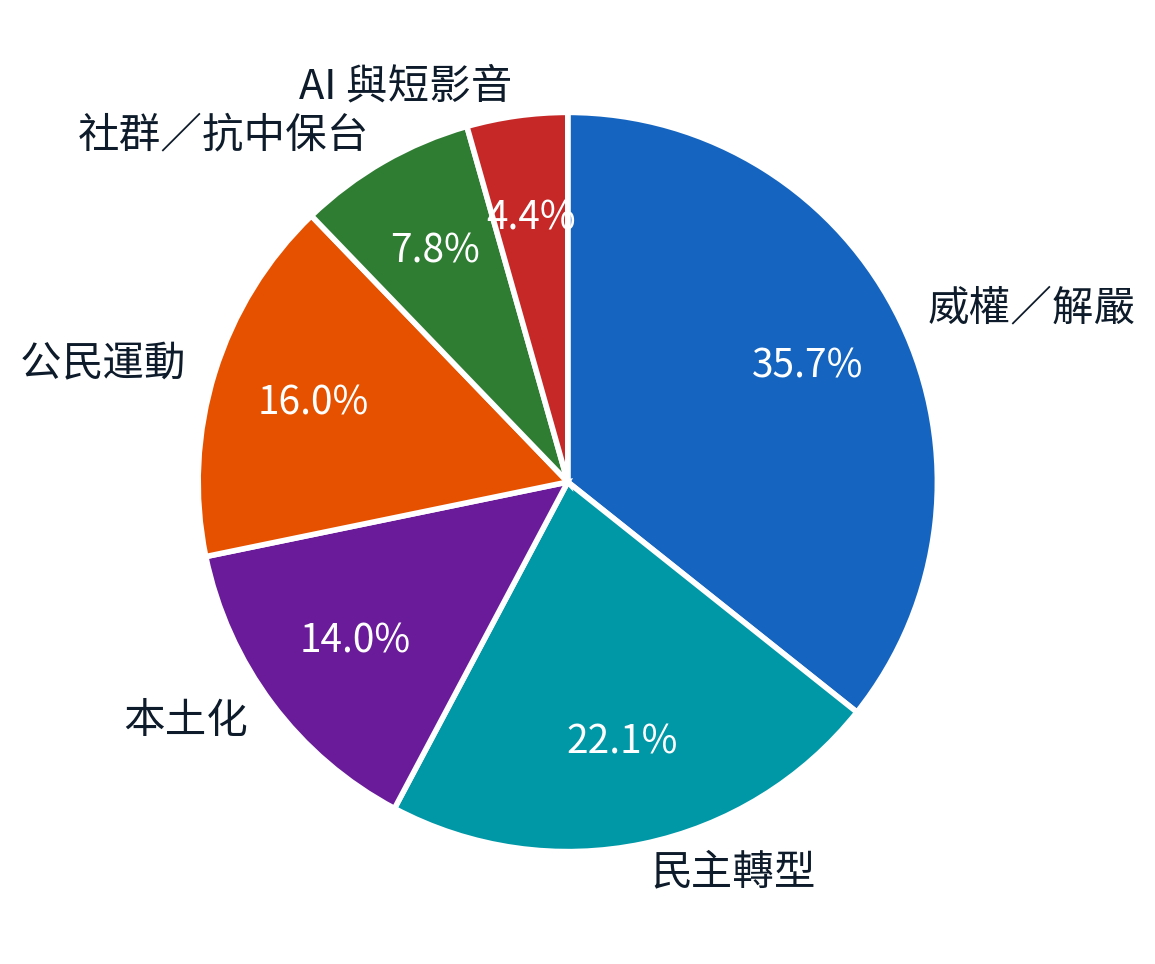 AI 與短影音
社群／抗中保台
4.4%
7.8%
威權／解嚴
公民運動
35.7%
16.0%
14.0%
本土化
22.1%
民主轉型